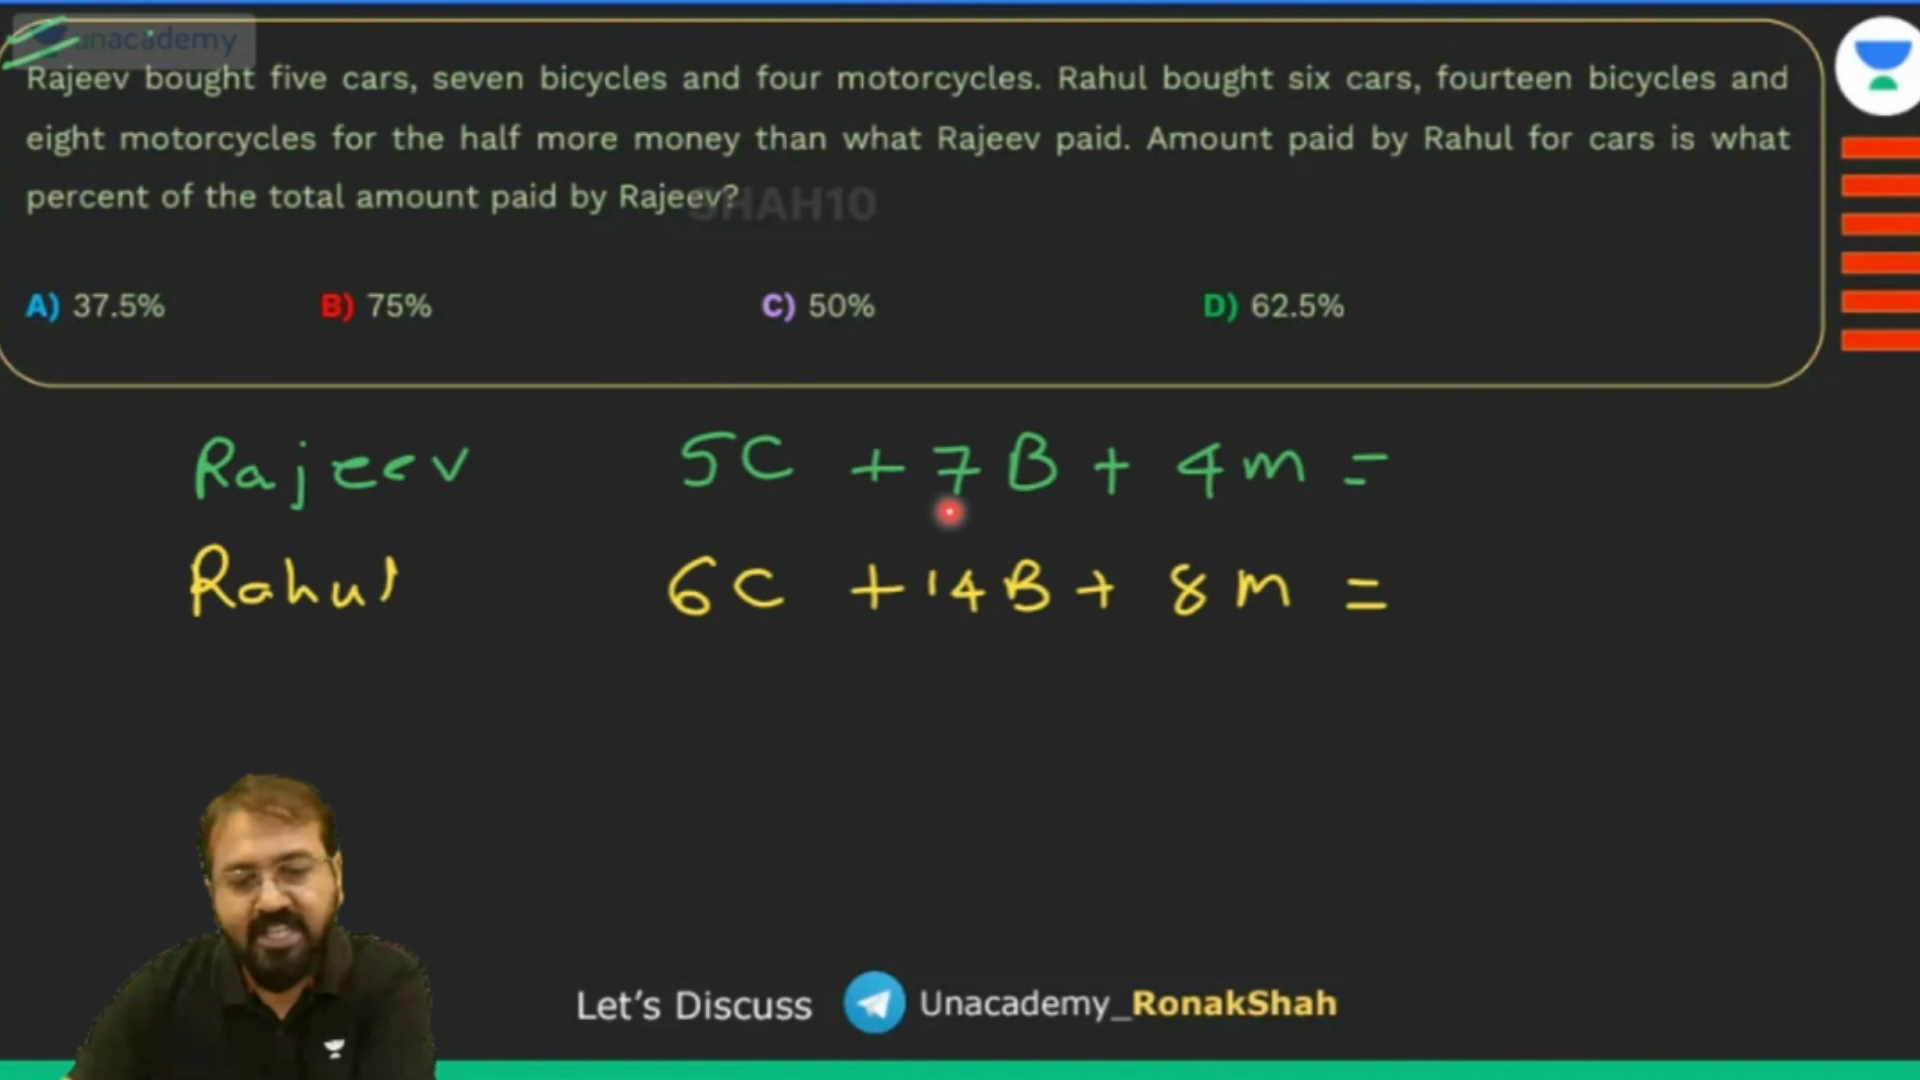 unacademy
Rajeev bought five cars, seven bicycles and four motorcycles. Rahul bought six cars, fourteen bicycles and
eight motorcycles for the half more money than what Rajeev paid. Amount paid by Rahul for cars is what
percent of the total amount paid by Rajeev?
SHAH10
A) 37.5% B) 75% C) 50% D) 62.5%
Rajeev 5C + 7B + 4m =
Rahul 6C + 14B + 8m =
Let's Discuss Unacademy_RonakShah